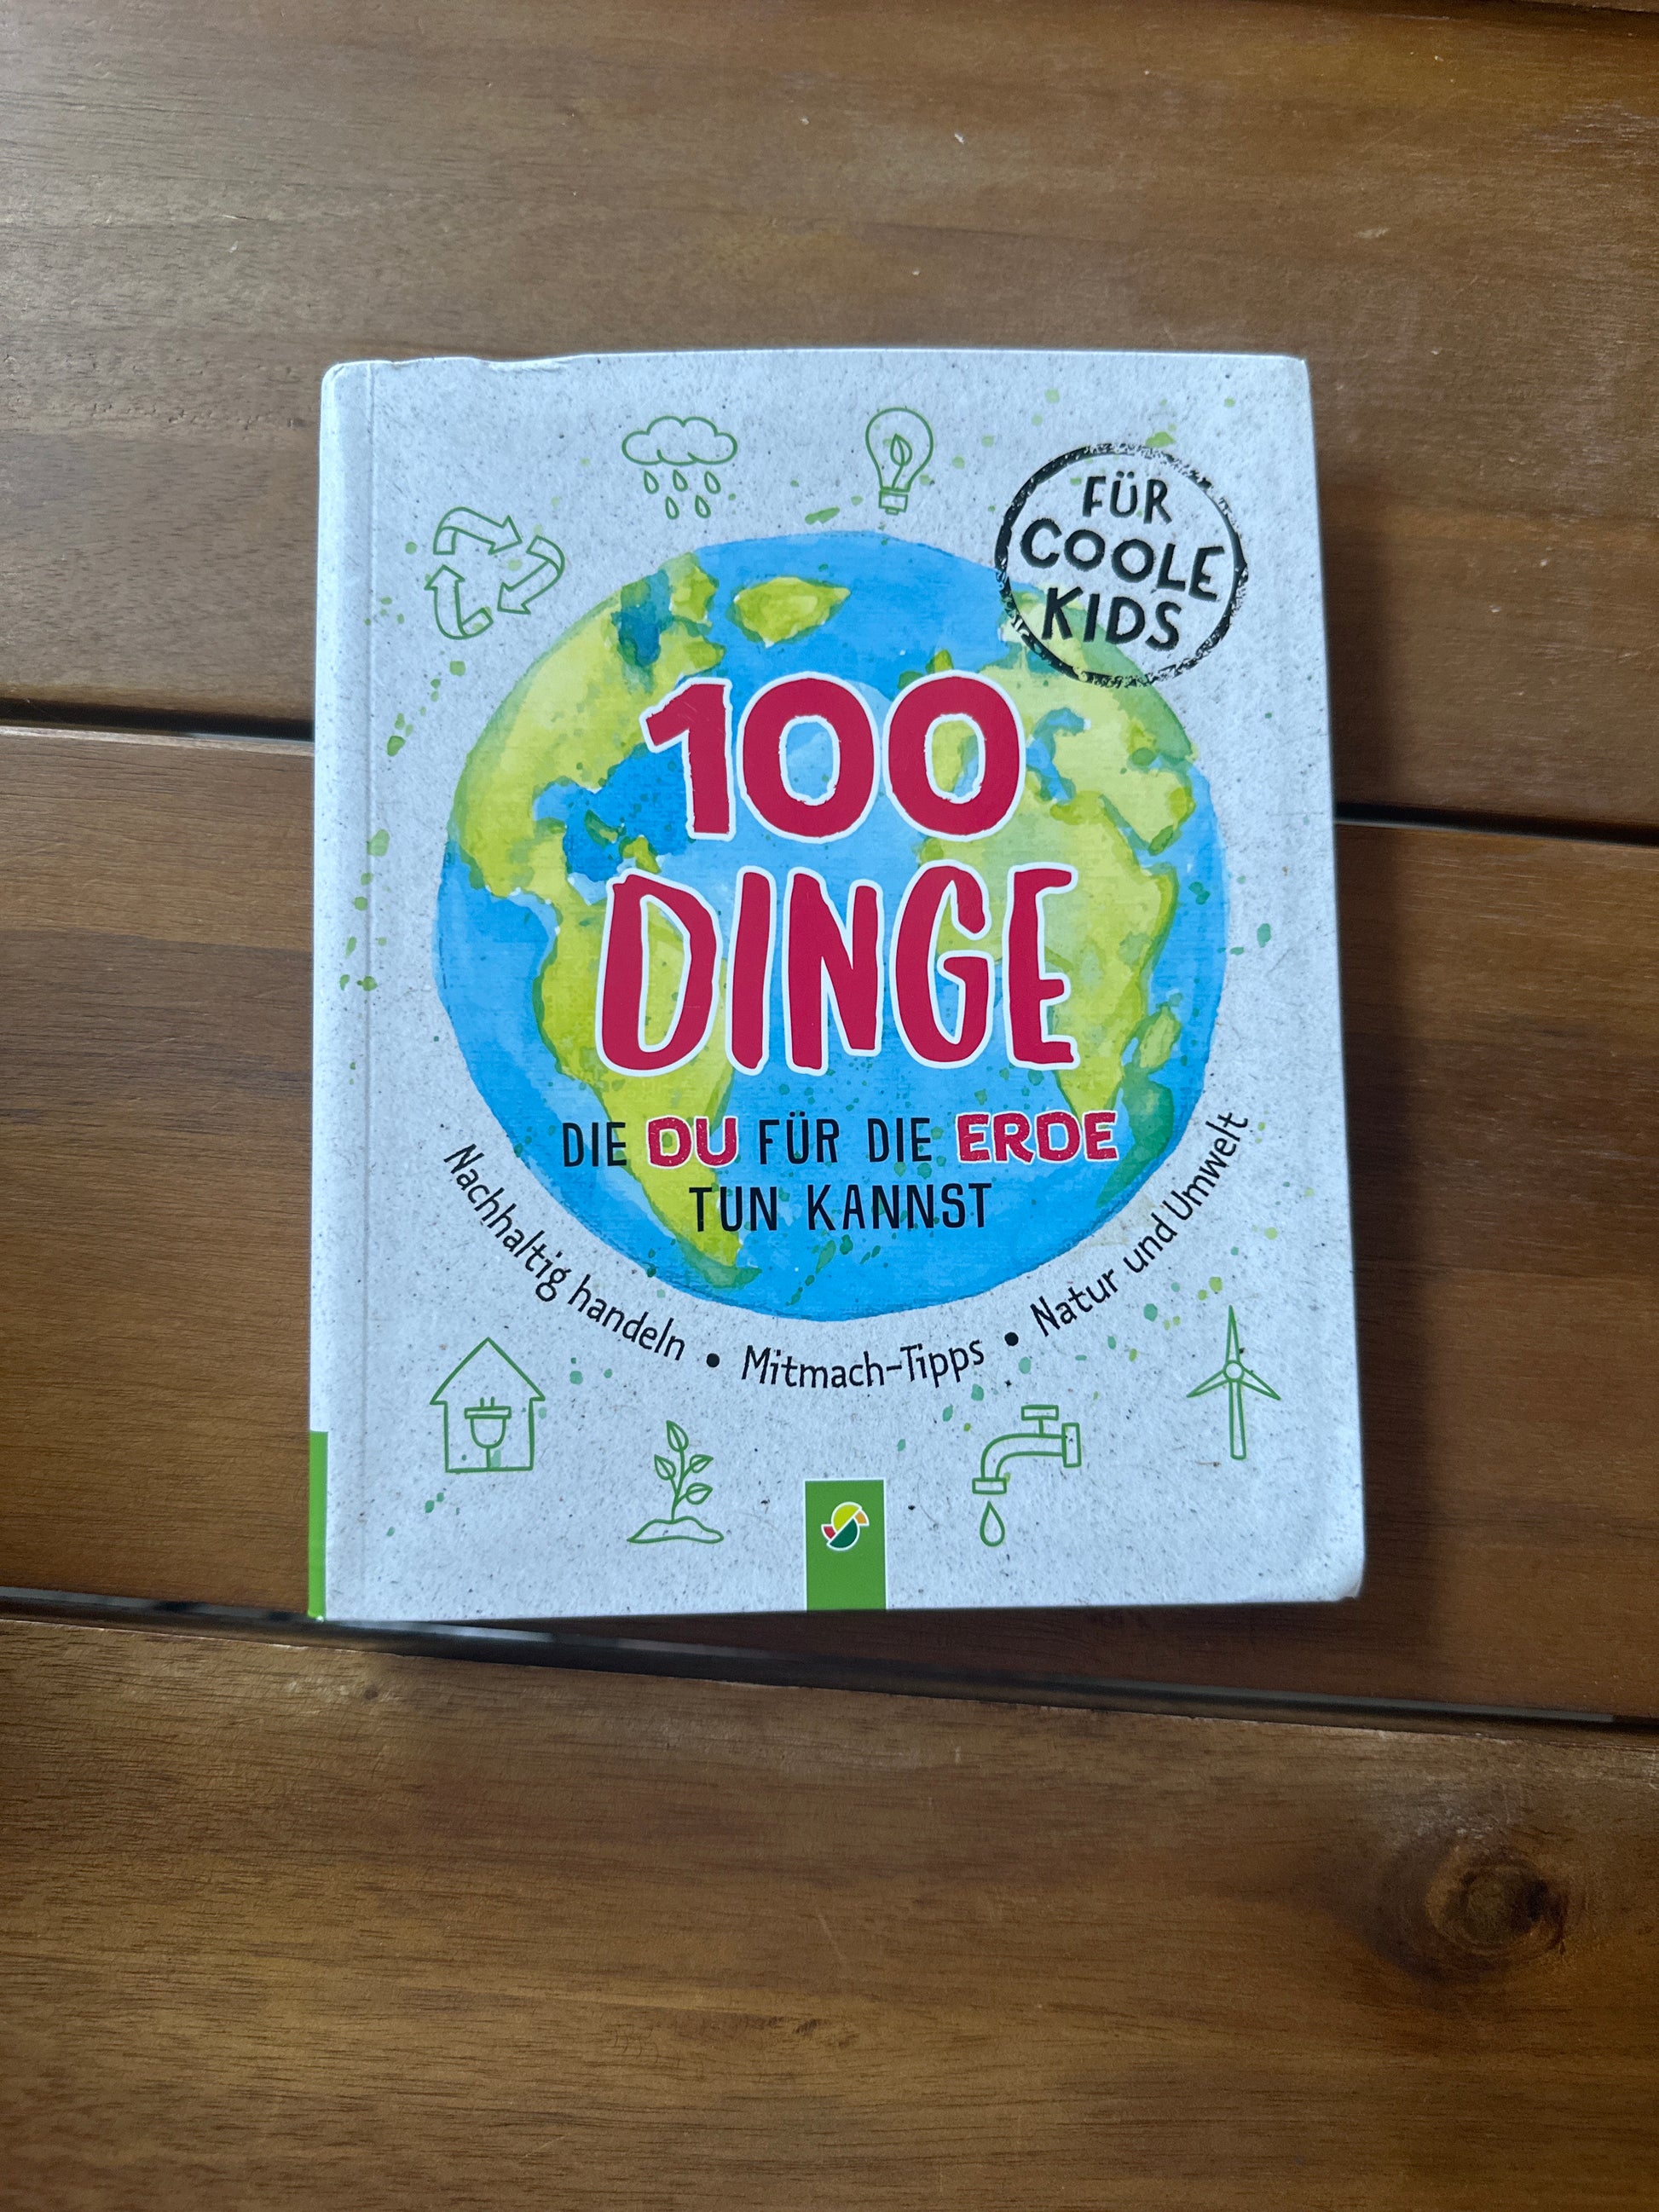 FÜR
COOLE
KIDS
100
DINGE
DIE DU FÜR DIE ERDE
TUN KANNST
Nachhaltig handeln • Mitmach-Tipps • Natur und Umwelt